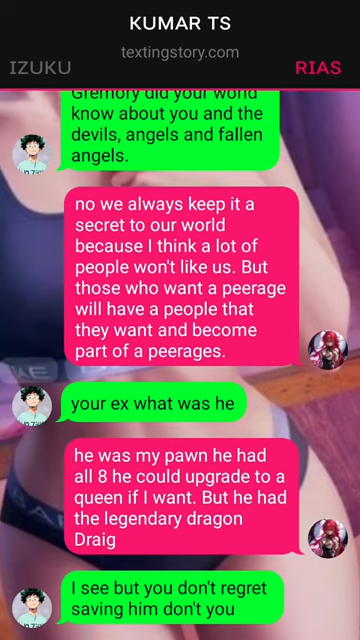 KUMAR TS
textingstory.com
IZUKU
RIAS
Gremory did your world
know about you and the
devils, angels and fallen
angels.
no we always keep it a
secret to our world
because I think a lot of
people won't like us. But
those who want a peerage
will have a people that
they want and become
part of a peerages.
your ex what was he
he was my pawn he had
all 8 he could upgrade to a
queen if I want. But he had
the legendary dragon
Draig
I see but you don't regret
saving him don't you